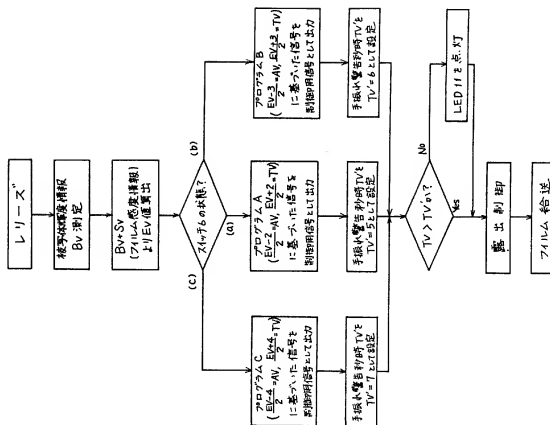 レリーズ
被写体輝度情報
BV 測定
BV+SV
(フィルム感度情報)
よりEV値算出
スイッチ6の状態?
(c)
(a)
(b)
プログラム C
(EV-4/2=AV, EV+4/2=TV)
に基づいた信号を
制御用信号として出力
プログラム A
(EV-2/2=AV, EV+2/2=TV)
に基づいた信号を
制御用信号として出力
プログラム B
(EV-3/2=AV, EV+3/2=TV)
に基づいた信号を
制御用信号として出力
手振れ警告秒時TV'を
TV'=7として設定
手振れ警告秒時TV'を
TV'=5として設定
手振れ警告秒時TV'を
TV'=6として設定
TV>TV'か?
No
Yes
LED11を点灯
露出制御
フィルム給送